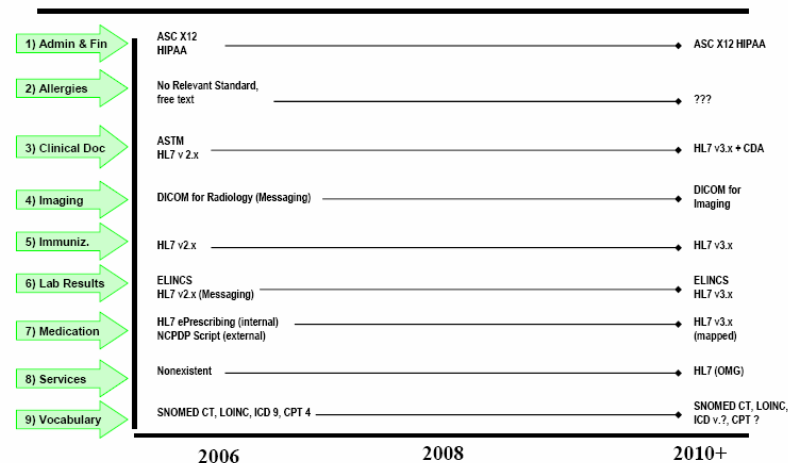 1) Admin & Fin
ASC X12
HIPAA
ASC X12 HIPAA
2) Allergies
No Relevant Standard,
free text
???
3) Clinical Doc
ASTM
HL7 v 2.x
HL7 v3.x + CDA
4) Imaging
DICOM for Radiology (Messaging)
DICOM for
Imaging
5) Immuniz.
HL7 v2.x
HL7 v3.x
6) Lab Results
ELINCS
HL7 v2.x (Messaging)
ELINCS
HL7 v3.x
7) Medication
HL7 ePrescribing (internal)
NCPDP Script (external)
HL7 v3.x
(mapped)
8) Services
Nonexistent
HL7 (OMG)
9) Vocabulary
SNOMED CT, LOINC, ICD 9, CPT 4
SNOMED CT, LOINC,
ICD v.?, CPT ?
2006
2008
2010+